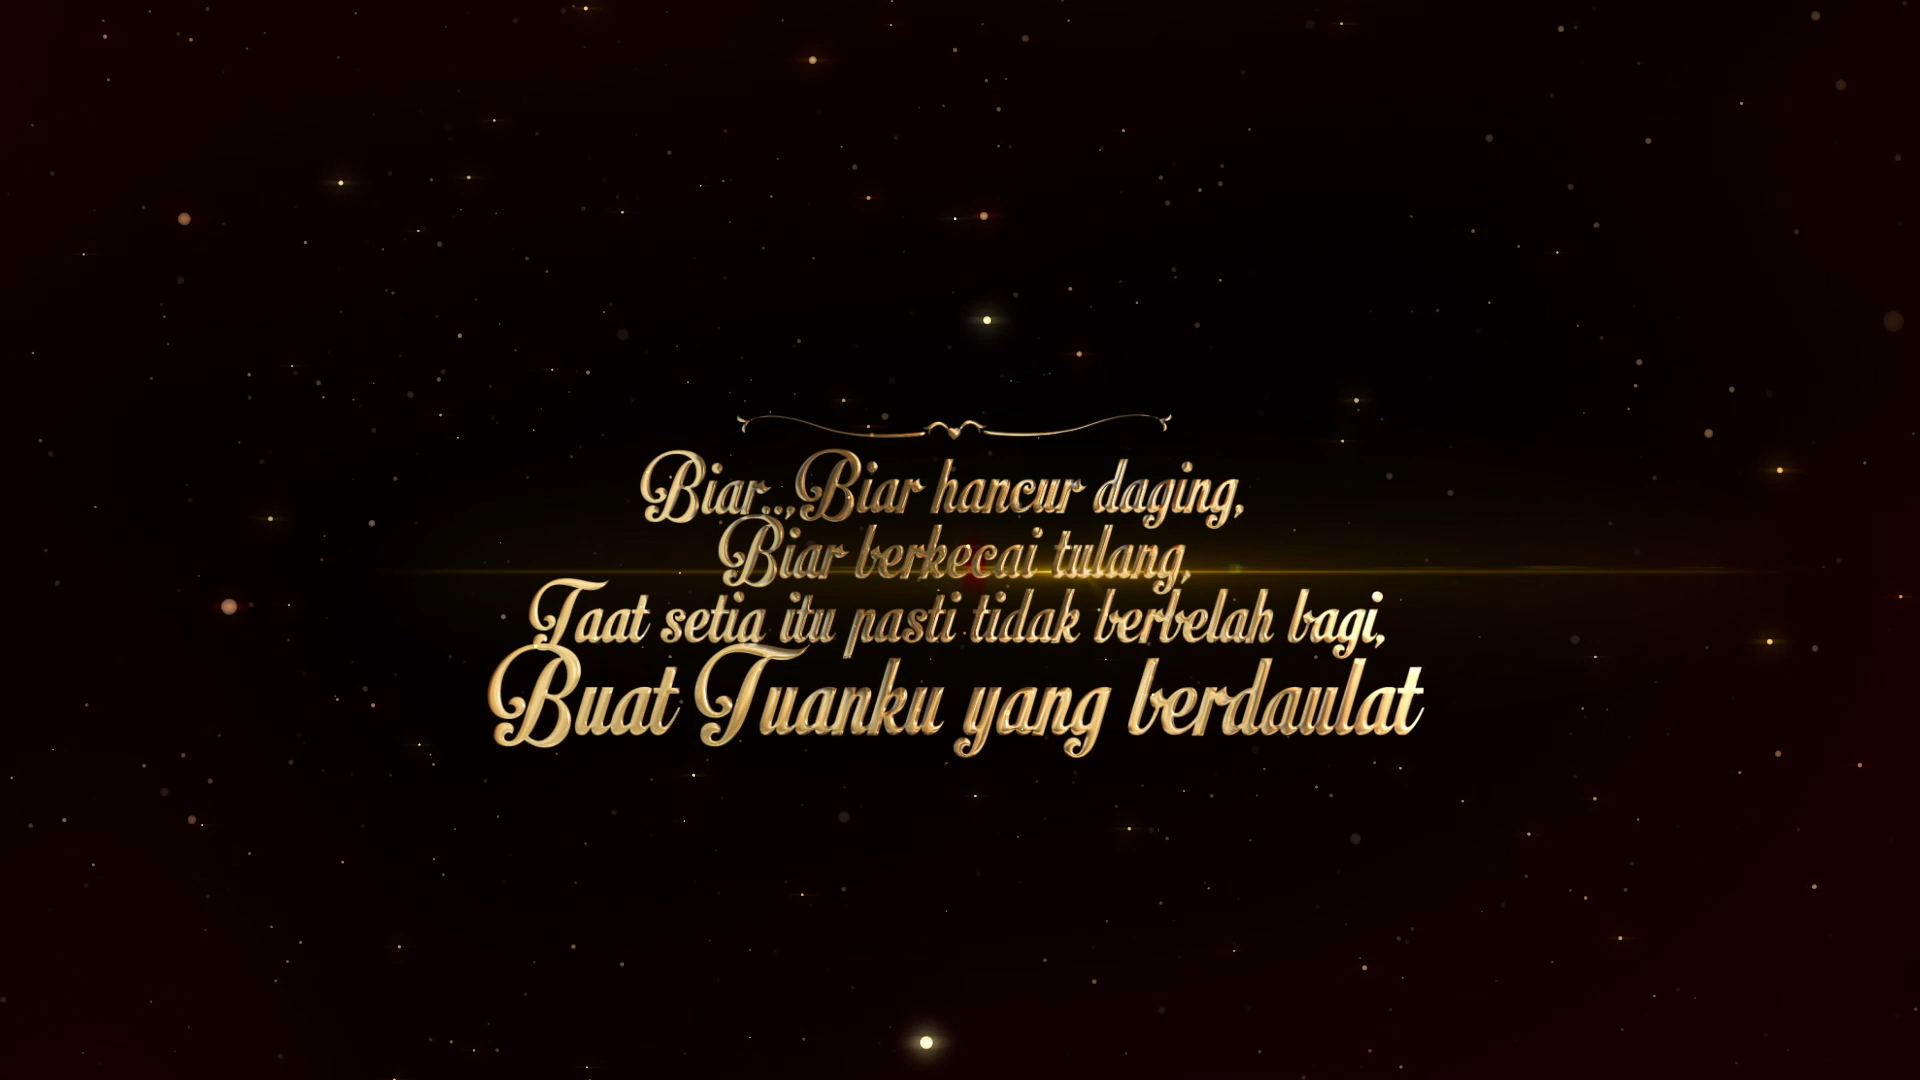 Biar..,Biar hancur daging,
Biar berkecai tulang,
Taat setia itu pasti tidak berbelah bagi,
Buat Tuanku yang berdaulat